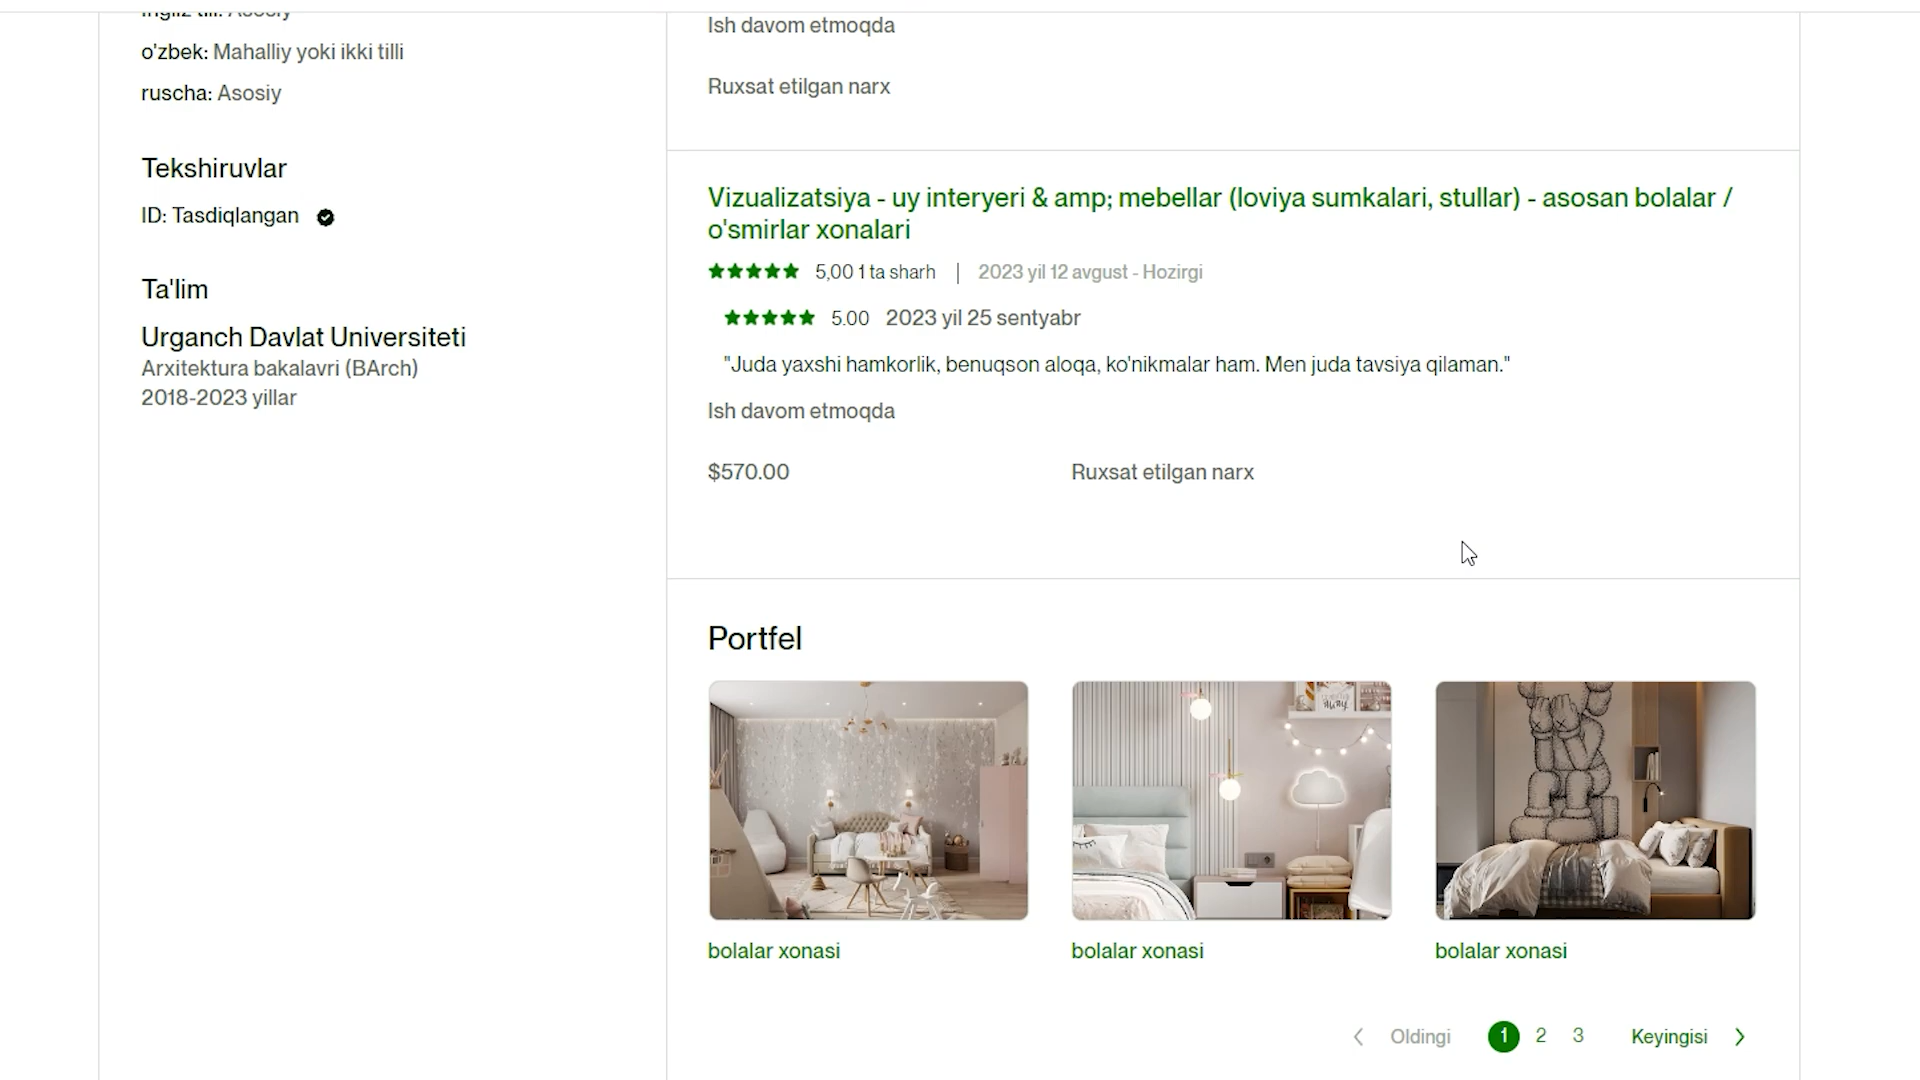 Ingliz tili: Asosiy
o'zbek: Mahalliy yoki ikki tilli
ruscha: Asosiy
Tekshiruvlar
ID: Tasdiqlangan
Ta'lim
Urganch Davlat Universiteti
Arxitektura bakalavri (BArch)
2018-2023 yillar
Ish davom etmoqda
Ruxsat etilgan narx
Vizualizatsiya - uy interyeri & amp; mebellar (loviya sumkalari, stullar) - asosan bolalar /
o'smirlar xonalari
5,00 1 ta sharh | 2023 yil 12 avgust - Hozirgi
5.00 2023 yil 25 sentyabr
"Juda yaxshi hamkorlik, benuqson aloqa, ko'nikmalar ham. Men juda tavsiya qilaman."
Ish davom etmoqda
$570.00 Ruxsat etilgan narx
Portfel
bolalar xonasi bolalar xonasi bolalar xonasi
Oldingi 1 2 3 Keyingisi